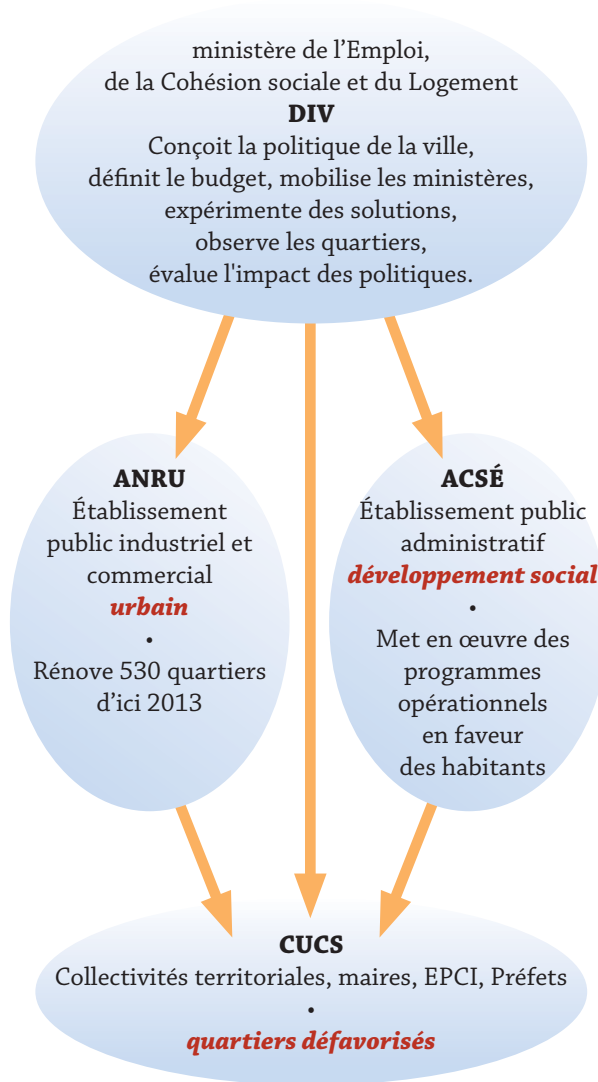 ministère de l’Emploi,
de la Cohésion sociale et du Logement
DIV
Conçoit la politique de la ville,
définit le budget, mobilise les ministères,
expérimente des solutions,
observe les quartiers,
évalue l'impact des politiques.
ANRU
Établissement
public industriel et
commercial
urbain
•
Rénove 530 quartiers
d’ici 2013
ACSÉ
Établissement public
administratif
développement social
•
Met en œuvre des
programmes
opérationnels
en faveur
des habitants
CUCS
Collectivités territoriales, maires, EPCI, Préfets
•
quartiers défavorisés